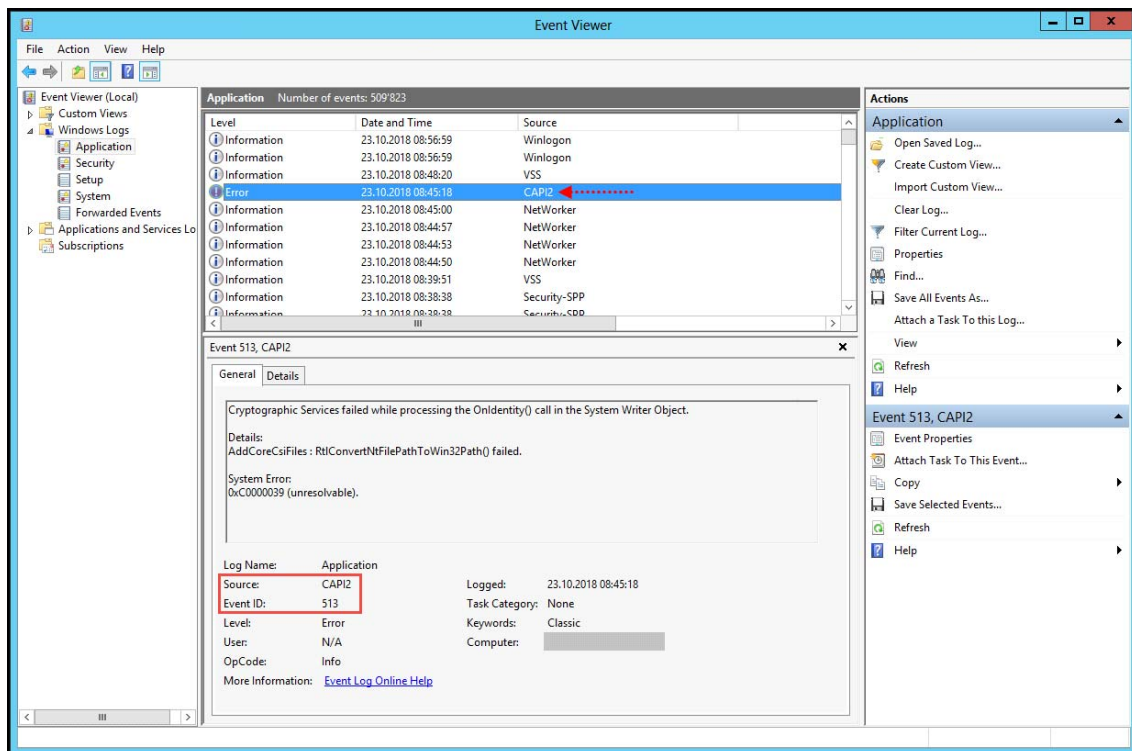 Event Viewer
File Action View Help
Event Viewer (Local)
Custom Views
Windows Logs
Application
Security
Setup
System
Forwarded Events
Applications and Services Lo
Subscriptions
Application Number of events: 509'823
Level Date and Time Source
Information 23.10.2018 08:56:59 Winlogon
Information 23.10.2018 08:56:59 Winlogon
Information 23.10.2018 08:48:20 VSS
Error 23.10.2018 08:45:18 CAPI2
Information 23.10.2018 08:45:00 NetWorker
Information 23.10.2018 08:44:57 NetWorker
Information 23.10.2018 08:44:53 NetWorker
Information 23.10.2018 08:44:50 NetWorker
Information 23.10.2018 08:39:51 VSS
Information 23.10.2018 08:38:38 Security-SPP
Information 23.10.2018 08:38:38 Security-SPP
Event 513, CAPI2
General Details
Cryptographic Services failed while processing the OnIdentity() call in the System Writer Object.
Details:
AddCoreCsiFiles : RtlConvertNtFilePathToWin32Path() failed.
System Error:
0xC0000039 (unresolvable).
Log Name: Application
Source: CAPI2 Logged: 23.10.2018 08:45:18
Event ID: 513 Task Category: None
Level: Error Keywords: Classic
User: N/A Computer:
OpCode: Info
More Information: Event Log Online Help
Actions
Application
Open Saved Log...
Create Custom View...
Import Custom View...
Clear Log...
Filter Current Log...
Properties
Find...
Save All Events As...
Attach a Task To this Log...
View
Refresh
Help
Event 513, CAPI2
Event Properties
Attach Task To This Event...
Copy
Save Selected Events...
Refresh
Help